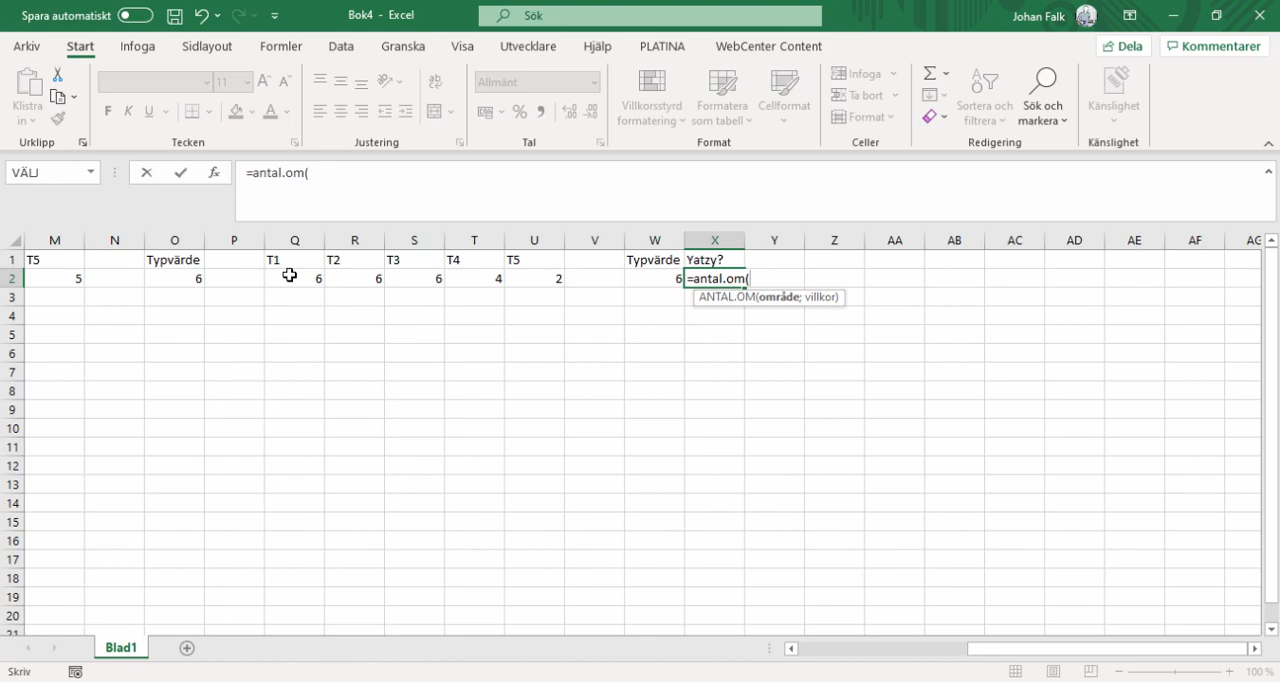 Spara automatiskt
Bok4 - Excel
Sök
Johan Falk
Arkiv Start Infoga Sidlayout Formler Data Granska Visa Utvecklare Hjälp PLATINA WebCenter Content Dela Kommentarer
Klistra in
Urklipp
11
F K U
Tecken
Justering
Allmänt
Tal
Villkorsstyrd formatering
Formatera som tabell
Cellformat
Format
Infoga
Ta bort
Format
Celler
Sortera och filtrera
Sök och markera
Redigering
Känslighet
Känslighet
VÄLJ
fx
=antal.om(
M N O P Q R S T U V W X Y Z AA AB AC AD AE AF AG
1 T5 Typvärde T1 T2 T3 T4 T5 Typvärde Yatzy?
2 5 6 6 6 6 4 2 6 =antal.om(
3 ANTAL.OM(område; villkor)
4
5
6
7
8
9
10
11
12
13
14
15
16
17
18
19
20
21
Blad1
Skriv
100 %